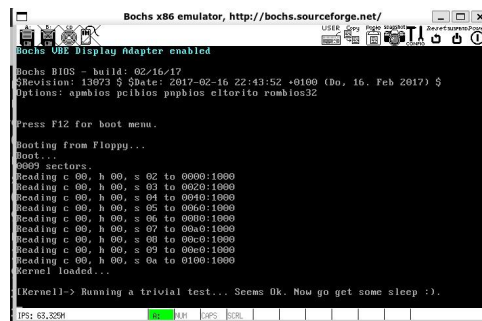 Bochs x86 emulator, http://bochs.sourceforge.net/
USER Copy Paste snapshot Reset suspend Power
CD
CONFIG
Bochs VBE Display Adapter enabled
Bochs BIOS - build: 02/16/17
$Revision: 13073 $ $Date: 2017-02-16 22:43:52 +0100 (Do, 16. Feb 2017) $
Options: apmbios pcibios pnpbios eltorito rombios32
Press F12 for boot menu.
Booting from Floppy...
Boot...
0009 sectors.
Reading c 00, h 00, s 02 to 0000:1000
Reading c 00, h 00, s 03 to 0020:1000
Reading c 00, h 00, s 04 to 0040:1000
Reading c 00, h 00, s 05 to 0060:1000
Reading c 00, h 00, s 06 to 0080:1000
Reading c 00, h 00, s 07 to 00a0:1000
Reading c 00, h 00, s 08 to 00c0:1000
Reading c 00, h 00, s 09 to 00e0:1000
Reading c 00, h 00, s 0a to 0100:1000
Kernel loaded...
[Kernel]-> Running a trivial test... Seems Ok. Now go get some sleep :).
IPS: 63.325M A: NUM CAPS SCRL